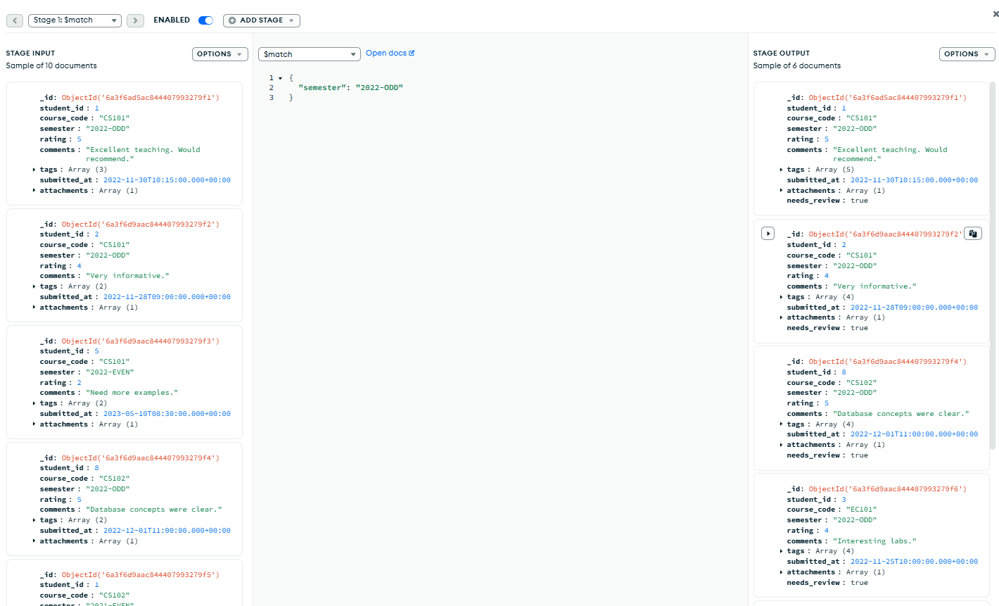 Stage 1: $match
ENABLED
ADD STAGE
STAGE INPUT
OPTIONS
Sample of 10 documents
_id: ObjectId('6a3f6ad5ac844407993279f1')
student_id : 1
course_code : "CS101"
semester : "2022-ODD"
rating : 5
comments : "Excellent teaching. Would
recommend."
tags : Array (3)
submitted_at : 2022-11-30T10:15:00.000+00:00
attachments : Array (1)
_id: ObjectId('6a3f6d9aac844407993279f2')
student_id : 2
course_code : "CS101"
semester : "2022-ODD"
rating : 4
comments : "Very informative."
tags : Array (2)
submitted_at : 2022-11-28T09:00:00.000+00:00
attachments : Array (1)
_id: ObjectId('6a3f6d9aac844407993279f3')
student_id : 5
course_code : "CS101"
semester : "2022-EVEN"
rating : 2
comments : "Need more examples."
tags : Array (2)
submitted_at : 2023-05-10T08:30:00.000+00:00
attachments : Array (1)
_id: ObjectId('6a3f6d9aac844407993279f4')
student_id : 8
course_code : "CS102"
semester : "2022-ODD"
rating : 5
comments : "Database concepts were clear."
tags : Array (2)
submitted_at : 2022-12-01T11:00:00.000+00:00
attachments : Array (1)
_id: ObjectId('6a3f6d9aac844407993279f5')
student_id : 1
course_code : "CS102"
semester : "2021-EVEN"
$match
Open docs
1 {
2 "semester": "2022-ODD"
3 }
STAGE OUTPUT
OPTIONS
Sample of 6 documents
_id: ObjectId('6a3f6ad5ac844407993279f1')
student_id : 1
course_code : "CS101"
semester : "2022-ODD"
rating : 5
comments : "Excellent teaching. Would
recommend."
tags : Array (5)
submitted_at : 2022-11-30T10:15:00.000+00:00
attachments : Array (1)
needs_review : true
_id: ObjectId('6a3f6d9aac844407993279f2'
student_id : 2
course_code : "CS101"
semester : "2022-ODD"
rating : 4
comments : "Very informative."
tags : Array (4)
submitted_at : 2022-11-28T09:00:00.000+00:00
attachments : Array (1)
needs_review : true
_id: ObjectId('6a3f6d9aac844407993279f4')
student_id : 8
course_code : "CS102"
semester : "2022-ODD"
rating : 5
comments : "Database concepts were clear."
tags : Array (4)
submitted_at : 2022-12-01T11:00:00.000+00:00
attachments : Array (1)
needs_review : true
_id: ObjectId('6a3f6d9aac844407993279f6')
student_id : 3
course_code : "EC101"
semester : "2022-ODD"
rating : 4
comments : "Interesting labs."
tags : Array (4)
submitted_at : 2022-11-25T10:00:00.000+00:00
attachments : Array (1)
needs_review : true